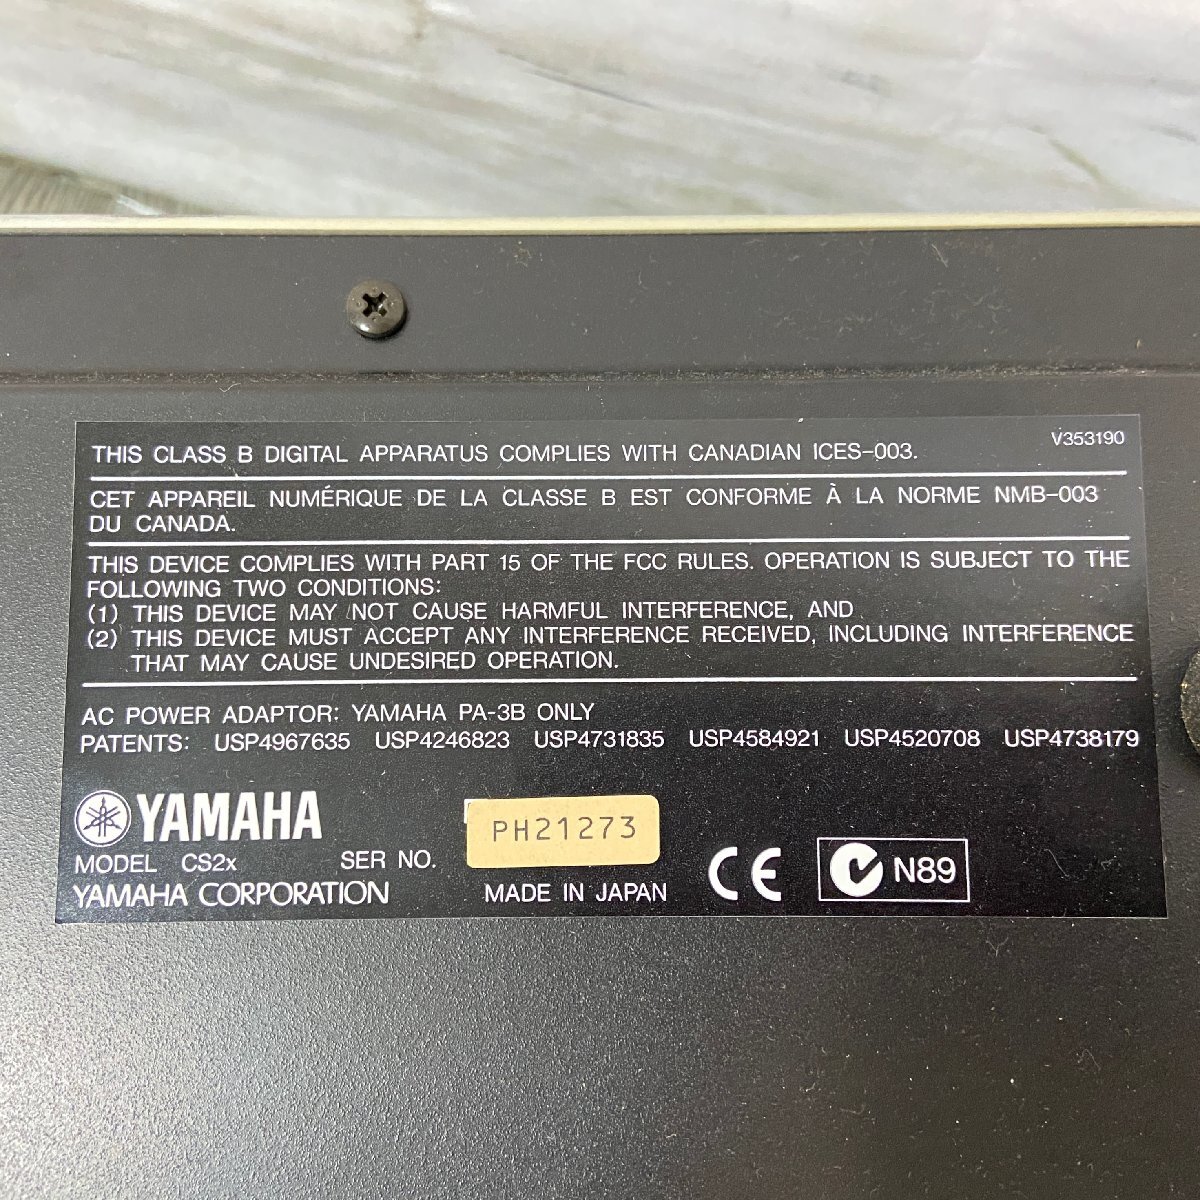 V353190
THIS CLASS B DIGITAL APPARATUS COMPLIES WITH CANADIAN ICES-003.
CET APPAREIL NUMÉRIQUE DE LA CLASSE B EST CONFORME À LA NORME NMB-003
DU CANADA.
THIS DEVICE COMPLIES WITH PART 15 OF THE FCC RULES. OPERATION IS SUBJECT TO THE
FOLLOWING TWO CONDITIONS:
(1) THIS DEVICE MAY NOT CAUSE HARMFUL INTERFERENCE, AND
(2) THIS DEVICE MUST ACCEPT ANY INTERFERENCE RECEIVED, INCLUDING INTERFERENCE
THAT MAY CAUSE UNDESIRED OPERATION.
AC POWER ADAPTOR: YAMAHA PA-3B ONLY
PATENTS: USP4967635 USP4246823 USP4731835 USP4584921 USP4520708 USP4738179
YAMAHA
MODEL CS2x SER NO. PH21273
YAMAHA CORPORATION MADE IN JAPAN CE N89